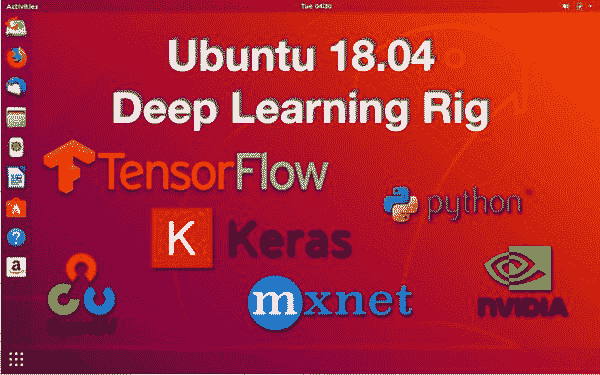 Activities
Tue 04:30
Ubuntu 18.04
Deep Learning Rig
TensorFlow
python
K Keras
mxnet
NVIDIA
a